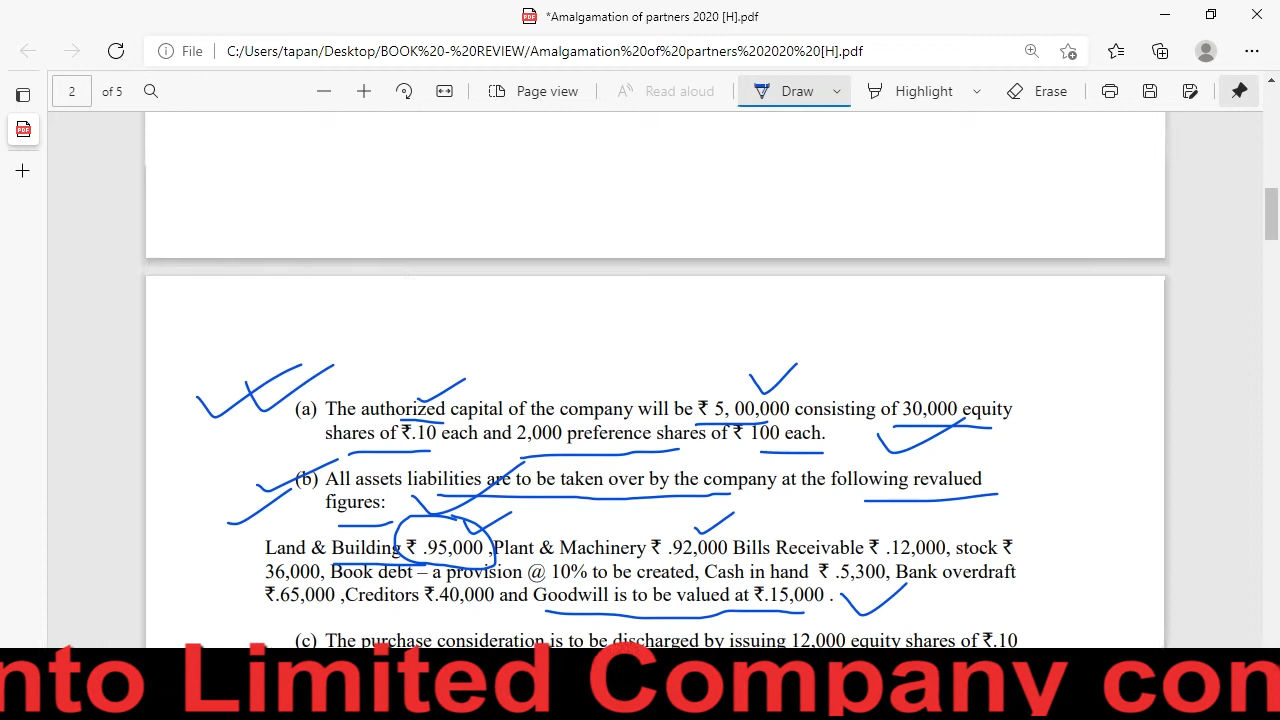 *Amalgamation of partners 2020 [H].pdf
File
C:/Users/tapan/Desktop/BOOK%20-%20REVIEW/Amalgamation%20of%20partners%202020%20[H].pdf
2 of 5
Page view
Read aloud
Draw
Highlight
Erase
(a) The authorized capital of the company will be ₹ 5, 00,000 consisting of 30,000 equity
shares of ₹.10 each and 2,000 preference shares of ₹ 100 each.
(b) All assets liabilities are to be taken over by the company at the following revalued
figures:
Land & Building ₹ .95,000 ,Plant & Machinery ₹ .92,000 Bills Receivable ₹ .12,000, stock ₹
36,000, Book debt – a provision @ 10% to be created, Cash in hand ₹ .5,300, Bank overdraft
₹.65,000 ,Creditors ₹.40,000 and Goodwill is to be valued at ₹.15,000 .
(c) The purchase consideration is to be discharged by issuing 12,000 equity shares of ₹.10
nto Limited Company con